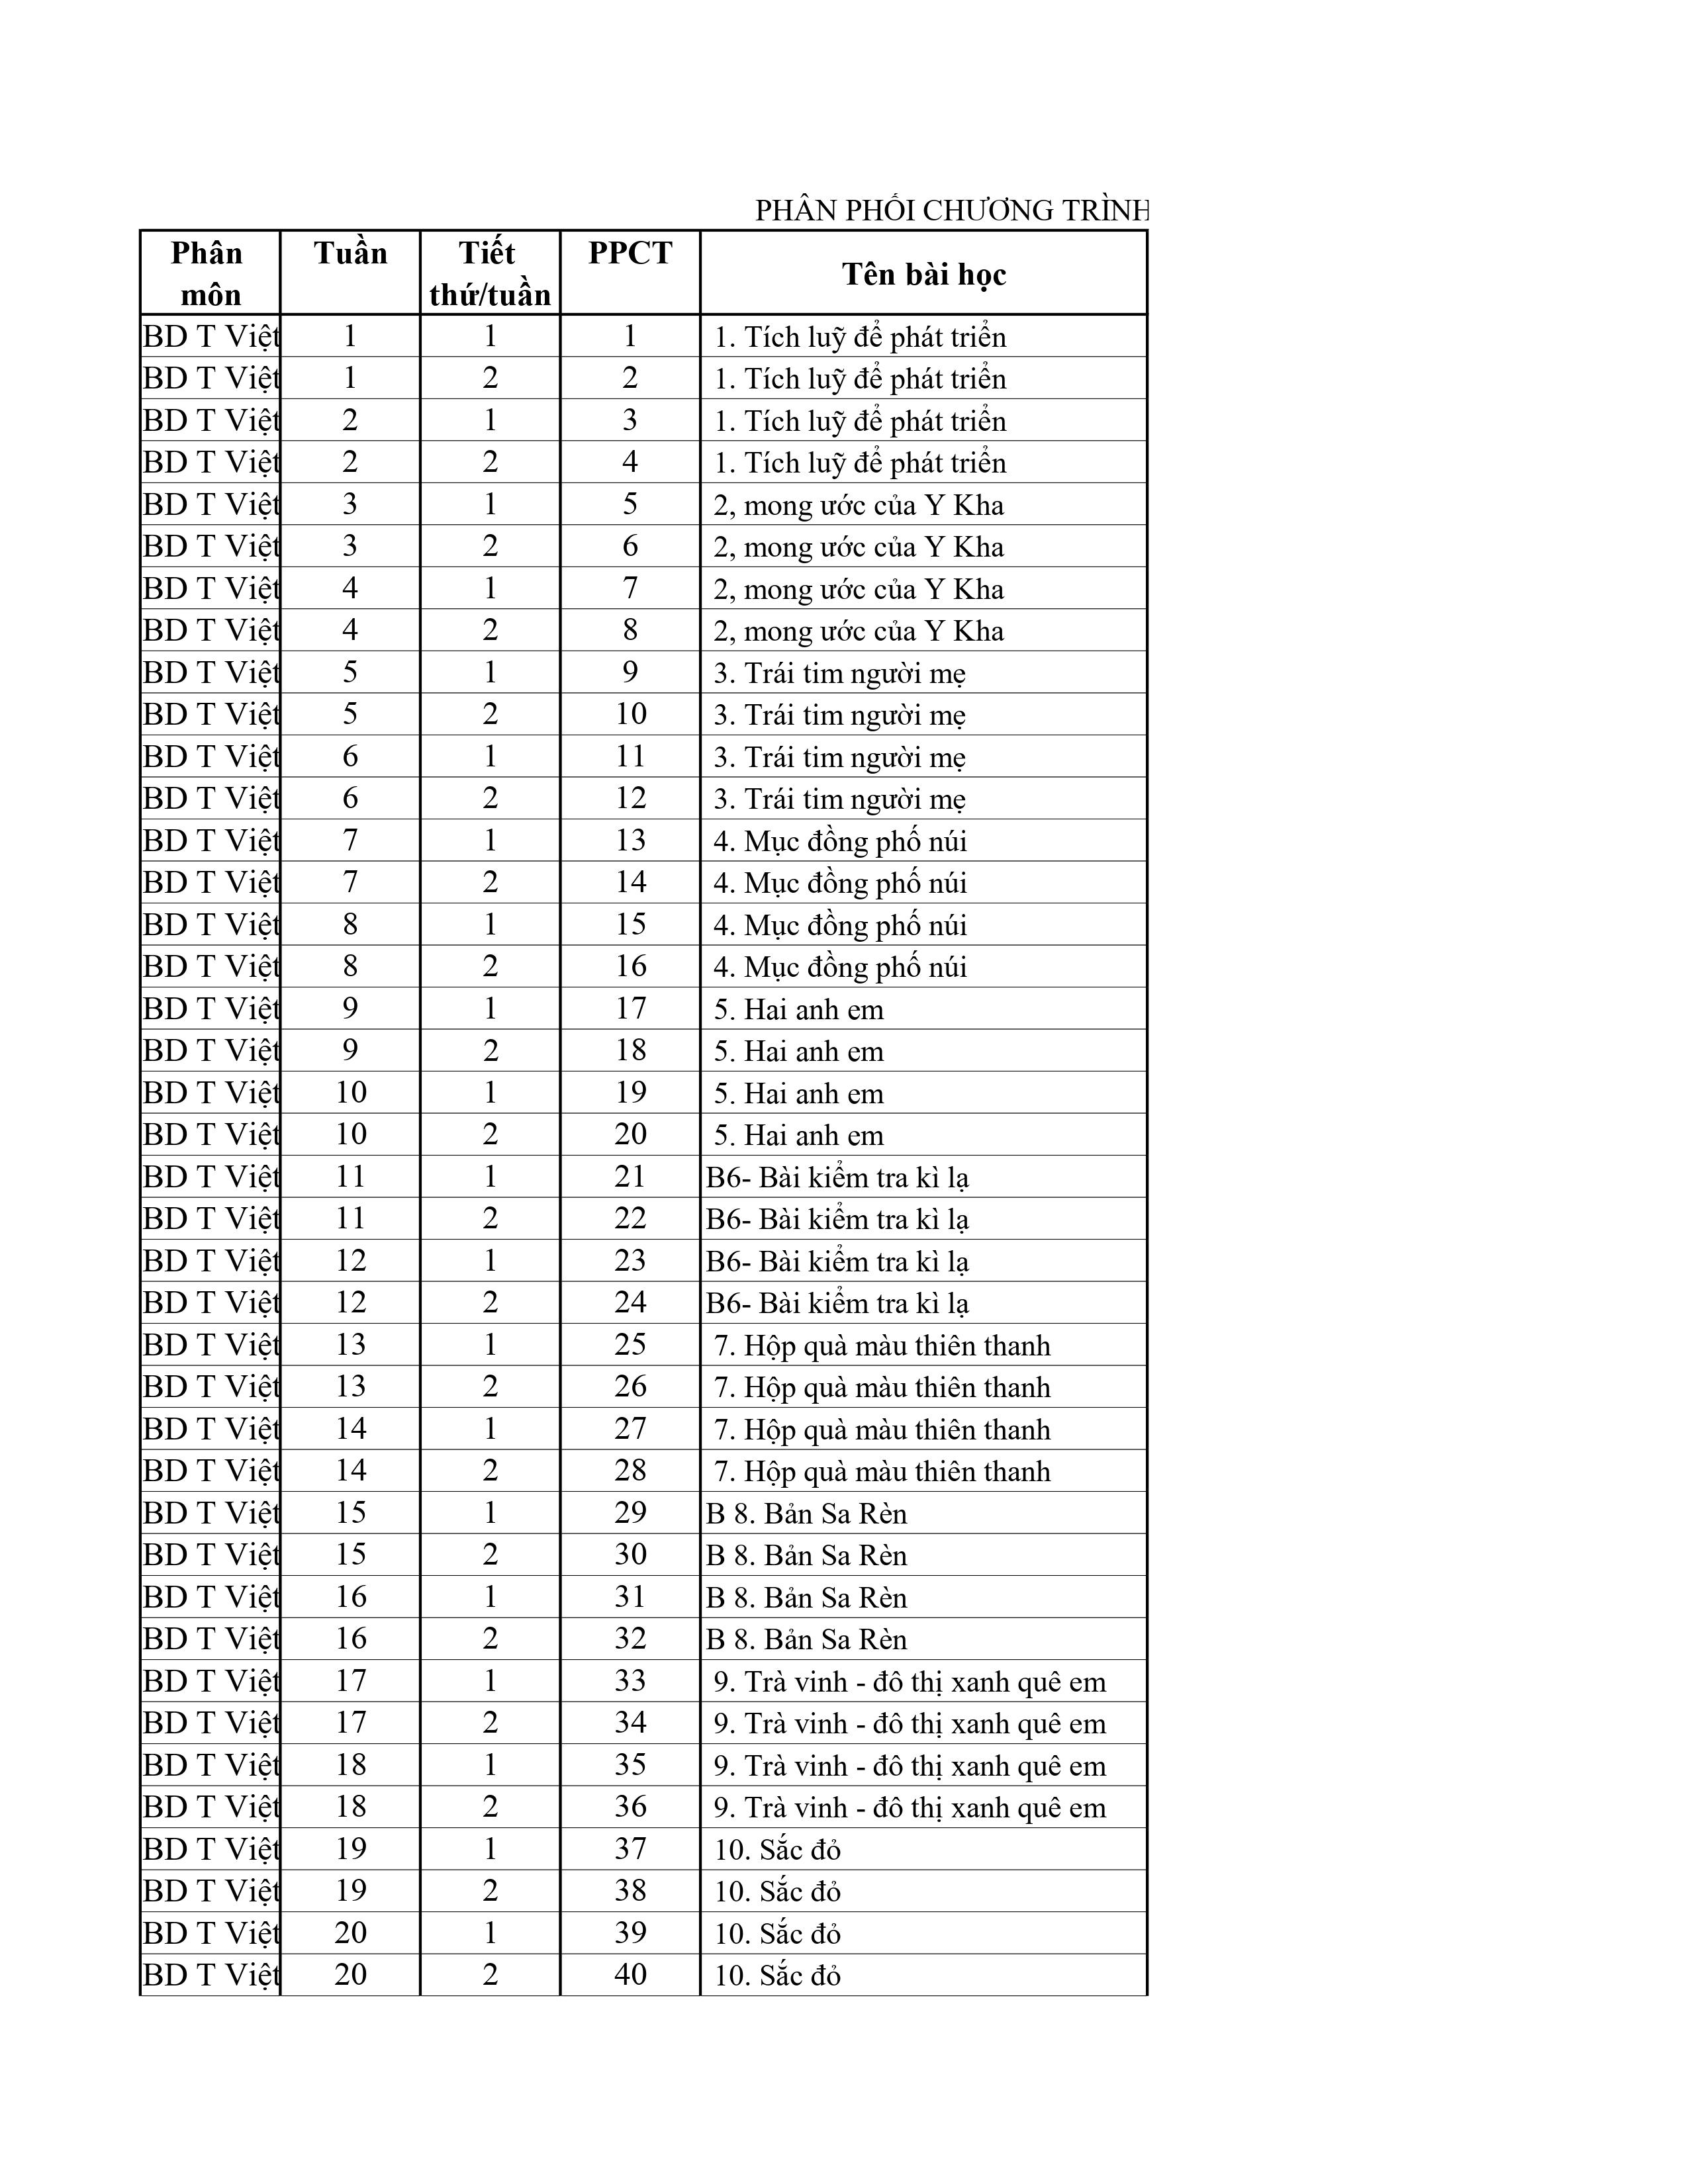 PHÂN PHỐI CHƯƠNG TRÌNH
Phân môn Tuần Tiết thứ/tuần PPCT Tên bài học
BD T Việt 1 1 1 1. Tích luỹ để phát triển
BD T Việt 1 2 2 1. Tích luỹ để phát triển
BD T Việt 2 1 3 1. Tích luỹ để phát triển
BD T Việt 2 2 4 1. Tích luỹ để phát triển
BD T Việt 3 1 5 2, mong ước của Y Kha
BD T Việt 3 2 6 2, mong ước của Y Kha
BD T Việt 4 1 7 2, mong ước của Y Kha
BD T Việt 4 2 8 2, mong ước của Y Kha
BD T Việt 5 1 9 3. Trái tim người mẹ
BD T Việt 5 2 10 3. Trái tim người mẹ
BD T Việt 6 1 11 3. Trái tim người mẹ
BD T Việt 6 2 12 3. Trái tim người mẹ
BD T Việt 7 1 13 4. Mục đồng phố núi
BD T Việt 7 2 14 4. Mục đồng phố núi
BD T Việt 8 1 15 4. Mục đồng phố núi
BD T Việt 8 2 16 4. Mục đồng phố núi
BD T Việt 9 1 17 5. Hai anh em
BD T Việt 9 2 18 5. Hai anh em
BD T Việt 10 1 19 5. Hai anh em
BD T Việt 10 2 20 5. Hai anh em
BD T Việt 11 1 21 B6- Bài kiểm tra kì lạ
BD T Việt 11 2 22 B6- Bài kiểm tra kì lạ
BD T Việt 12 1 23 B6- Bài kiểm tra kì lạ
BD T Việt 12 2 24 B6- Bài kiểm tra kì lạ
BD T Việt 13 1 25 7. Hộp quà màu thiên thanh
BD T Việt 13 2 26 7. Hộp quà màu thiên thanh
BD T Việt 14 1 27 7. Hộp quà màu thiên thanh
BD T Việt 14 2 28 7. Hộp quà màu thiên thanh
BD T Việt 15 1 29 B 8. Bản Sa Rèn
BD T Việt 15 2 30 B 8. Bản Sa Rèn
BD T Việt 16 1 31 B 8. Bản Sa Rèn
BD T Việt 16 2 32 B 8. Bản Sa Rèn
BD T Việt 17 1 33 9. Trà vinh - đô thị xanh quê em
BD T Việt 17 2 34 9. Trà vinh - đô thị xanh quê em
BD T Việt 18 1 35 9. Trà vinh - đô thị xanh quê em
BD T Việt 18 2 36 9. Trà vinh - đô thị xanh quê em
BD T Việt 19 1 37 10. Sắc đỏ
BD T Việt 19 2 38 10. Sắc đỏ
BD T Việt 20 1 39 10. Sắc đỏ
BD T Việt 20 2 40 10. Sắc đỏ